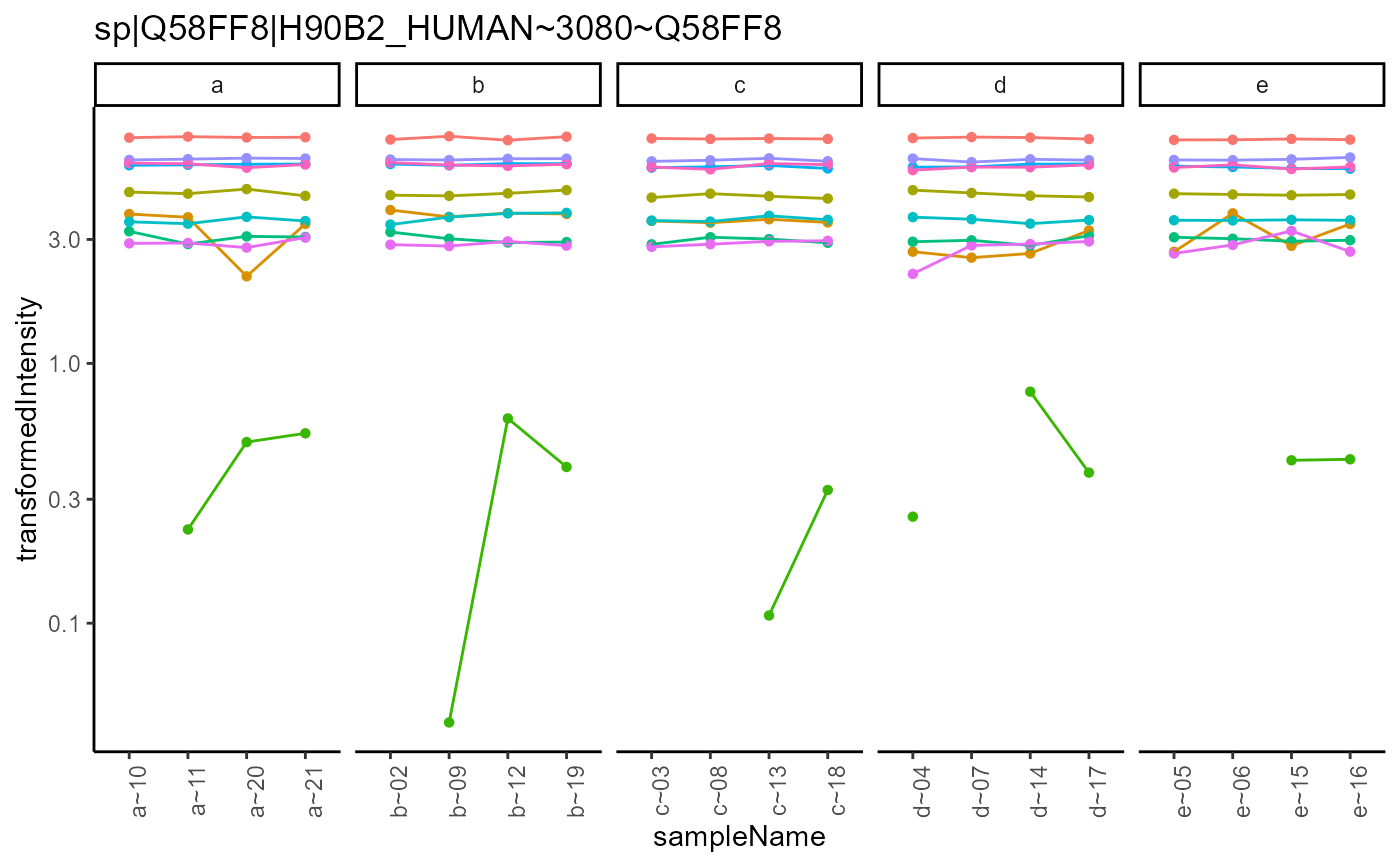 sp|Q58FF8|H90B2_HUMAN~3080~Q58FF8
a b c d e
transformedIntensity
3.0
1.0
0.3
0.1
a~10 a~11 a~20 a~21 b~02 b~09 b~12 b~19 c~03 c~08 c~13 c~18 d~04 d~07 d~14 d~17 e~05 e~06 e~15 e~16
sampleName